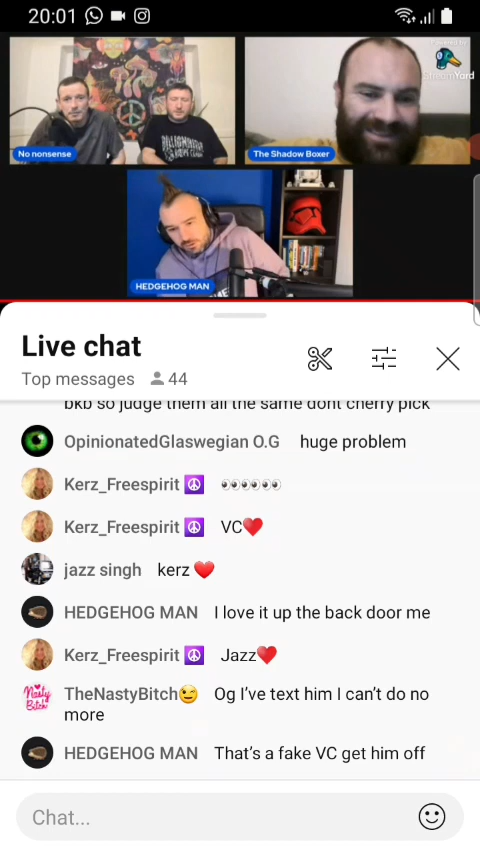 20:01
StreamYard
No nonsense
The Shadow Boxer
HEDGEHOG MAN
Live chat
Top messages 44
bkb so judge them all the same dont cherry pick
OpinionatedGlaswegian O.G huge problem
Kerz_Freespirit ☮ 👀👀👀👀👀👀
Kerz_Freespirit ☮ VC❤️
jazz singh kerz ❤️
HEDGEHOG MAN I love it up the back door me
Kerz_Freespirit ☮ Jazz❤️
TheNastyBitch😉 Og I’ve text him I can’t do no
more
HEDGEHOG MAN That’s a fake VC get him off
Chat...